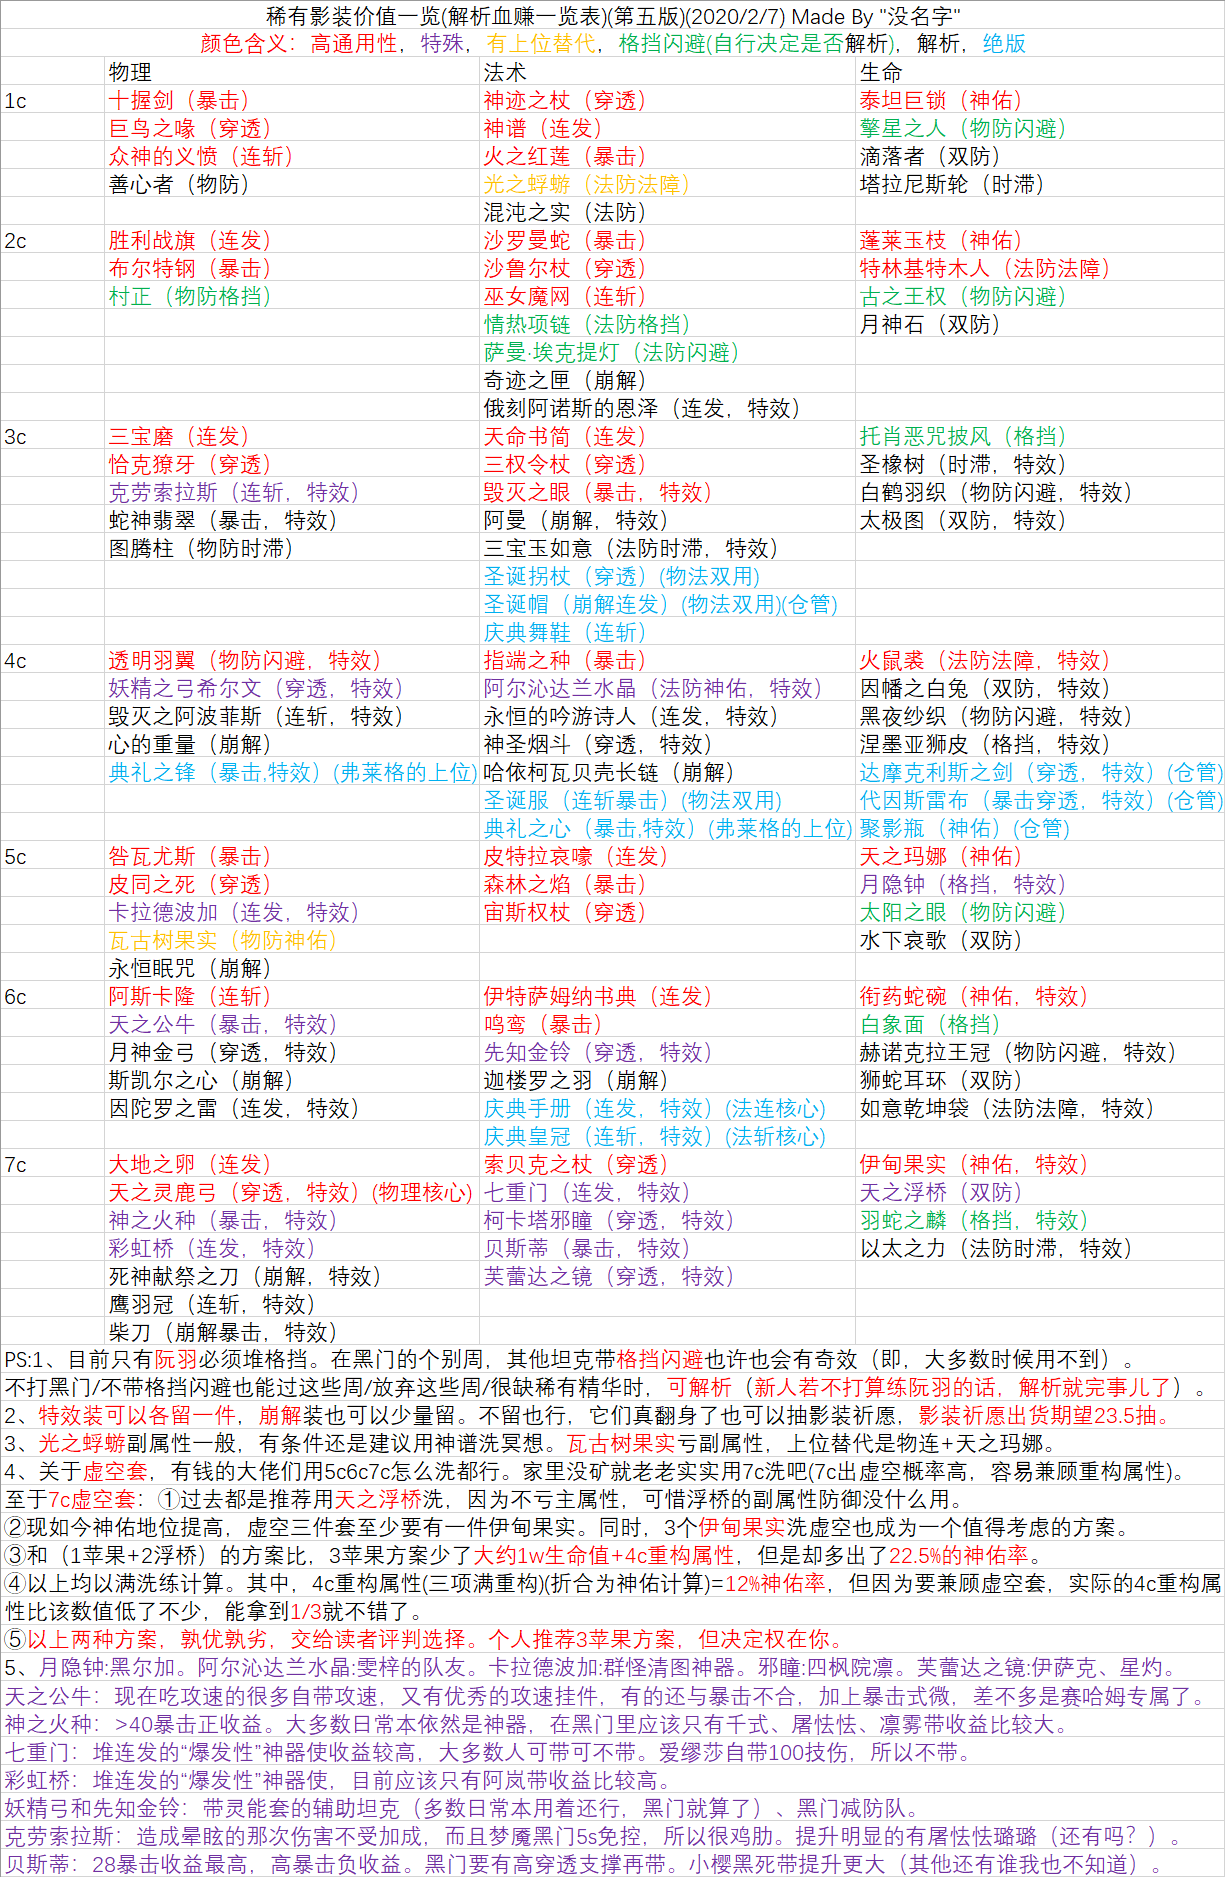 稀有影装价值一览(解析血赚一览表)(第五版)(2020/2/7) Made By "没名字"
颜色含义：高通用性，特殊，有上位替代，格挡闪避(自行决定是否解析)，解析，绝版
物理 法术 生命
1c 十握剑（暴击） 神迹之杖（穿透） 泰坦巨锁（神佑）
巨鸟之喙（穿透） 神谱（连发） 擎星之人（物防闪避）
众神的义愤（连斩） 火之红莲（暴击） 滴落者（双防）
善心者（物防） 光之蜉蝣（法防法障） 塔拉尼斯轮（时滞）
混沌之实（法防）
2c 胜利战旗（连发） 沙罗曼蛇（暴击） 蓬莱玉枝（神佑）
布尔特钢（暴击） 沙鲁尔杖（穿透） 特林基特木人（法防法障）
村正（物防格挡） 巫女魔网（连斩） 古之王权（物防闪避）
情热项链（法防格挡） 月神石（双防）
萨曼·埃克提灯（法防闪避）
奇迹之匣（崩解）
俄刻阿诺斯的恩泽（连发，特效）
3c 三宝磨（连发） 天命书简（连发） 托肖恶咒披风（格挡）
恰克獠牙（穿透） 三权令杖（穿透） 圣橡树（时滞，特效）
克劳索拉斯（连斩，特效） 毁灭之眼（暴击，特效） 白鹤羽织（物防闪避，特效）
蛇神翡翠（暴击，特效） 阿曼（崩解，特效） 太极图（双防，特效）
图腾柱（物防时滞） 三宝玉如意（法防时滞，特效）
圣诞拐杖（穿透）(物法双用)
圣诞帽（崩解连发）(物法双用)(仓管)
庆典舞鞋（连斩）
4c 透明羽翼（物防闪避，特效） 指端之种（暴击） 火鼠裘（法防法障，特效）
妖精之弓希尔文（穿透，特效） 阿尔沁达兰水晶（法防神佑，特效） 因幡之白兔（双防，特效）
毁灭之阿波菲斯（连斩，特效） 永恒的吟游诗人（连发，特效） 黑夜纱织（物防闪避，特效）
心的重量（崩解） 神圣烟斗（穿透，特效） 涅墨亚狮皮（格挡，特效）
典礼之锋（暴击,特效）(弗莱格的上位) 哈依柯瓦贝壳长链（崩解） 达摩克利斯之剑（穿透，特效）(仓管)
圣诞服（连斩暴击）(物法双用) 代因斯雷布（暴击穿透，特效）(仓管)
典礼之心（暴击,特效）(弗莱格的上位) 聚影瓶（神佑）(仓管)
5c 咎瓦尤斯（暴击） 皮特拉哀嚎（连发） 天之玛娜（神佑）
皮同之死（穿透） 森林之焰（暴击） 月隐钟（格挡，特效）
卡拉德波加（连发，特效） 宙斯权杖（穿透） 太阳之眼（物防闪避）
瓦古树果实（物防神佑） 水下哀歌（双防）
永恒眠咒（崩解）
6c 阿斯卡隆（连斩） 伊特萨姆纳书典（连发） 衔药蛇碗（神佑，特效）
天之公牛（暴击，特效） 鸣鸾（暴击） 白象面（格挡）
月神金弓（穿透，特效） 先知金铃（穿透，特效） 赫诺克拉王冠（物防闪避，特效）
斯凯尔之心（崩解） 迦楼罗之羽（崩解） 狮蛇耳环（双防）
因陀罗之雷（连发，特效） 庆典手册（连发，特效）(法连核心) 如意乾坤袋（法防法障，特效）
庆典皇冠（连斩，特效）(法斩核心)
7c 大地之卵（连发） 索贝克之杖（穿透） 伊甸果实（神佑，特效）
天之灵鹿弓（穿透，特效）(物理核心) 七重门（连发，特效） 天之浮桥（双防）
神之火种（暴击，特效） 柯卡塔邪瞳（穿透，特效） 羽蛇之麟（格挡，特效）
彩虹桥（连发，特效） 贝斯蒂（暴击，特效） 以太之力（法防时滞，特效）
死神献祭之刀（崩解，特效） 芙蕾达之镜（穿透，特效）
鹰羽冠（连斩，特效）
柴刀（崩解暴击，特效）
PS:1、目前只有阮羽必须堆格挡。在黑门的个别周，其他坦克带格挡闪避也许也会有奇效（即，大多数时候用不到）。
不打黑门/不带格挡闪避也能过这些周/放弃这些周/很缺稀有精华时，可解析（新人若不打算练阮羽的话，解析就完事儿了）。
2、特效装可以各留一件，崩解装也可以少量留。不留也行，它们真翻身了也可以抽影装祈愿，影装祈愿出货期望23.5抽。
3、光之蜉蝣副属性一般，有条件还是建议用神谱洗冥想。瓦古树果实亏副属性，上位替代是物连+天之玛娜。
4、关于虚空套，有钱的大佬们用5c6c7c怎么洗都行。家里没矿就老老实实用7c洗吧(7c出虚空概率高，容易兼顾重构属性)。
至于7c虚空套：①过去都是推荐用天之浮桥洗，因为不亏主属性，可惜浮桥的副属性防御没什么用。
②现如今神佑地位提高，虚空三件套至少要有一件伊甸果实。同时，3个伊甸果实洗虚空也成为一个值得考虑的方案。
③和（1苹果+2浮桥）的方案比，3苹果方案少了大约1w生命值+4c重构属性，但是却多出了22.5%的神佑率。
④以上均以满洗练计算。其中，4c重构属性(三项满重构)(折合为神佑计算)=12%神佑率，但因为要兼顾虚空套，实际的4c重构属
性比该数值低了不少，能拿到1/3就不错了。
⑤以上两种方案，孰优孰劣，交给读者评判选择。个人推荐3苹果方案，但决定权在你。
5、月隐钟:黑尔加。阿尔沁达兰水晶:雯梓的队友。卡拉德波加:群怪清图神器。邪瞳:四枫院凛。芙蕾达之镜:伊萨克、星灼。
天之公牛：现在吃攻速的很多自带攻速，又有优秀的攻速挂件，有的还与暴击不合，加上暴击式微，差不多是赛哈姆专属了。
神之火种：>40暴击正收益。大多数日常本依然是神器，在黑门里应该只有千弎、屠怯怯、凛雾带收益比较大。
七重门：堆连发的“爆发性”神器使收益较高，大多数人可带可不带。爱缪莎自带100技伤，所以不带。
彩虹桥：堆连发的“爆发性”神器使，目前应该只有阿岚带收益比较高。
妖精弓和先知金铃：带灵能套的辅助坦克（多数日常本用着还行，黑门就算了）、黑门减防队。
克劳索拉斯：造成晕眩的那次伤害不受加成，而且梦魇黑门5s免控，所以很鸡肋。提升明显的有屠怯怯璐璐（还有吗？）。
贝斯蒂：28暴击收益最高，高暴击负收益。黑门要有高穿透支撑再带。小樱黑死带提升更大（其他还有谁我也不知道）。